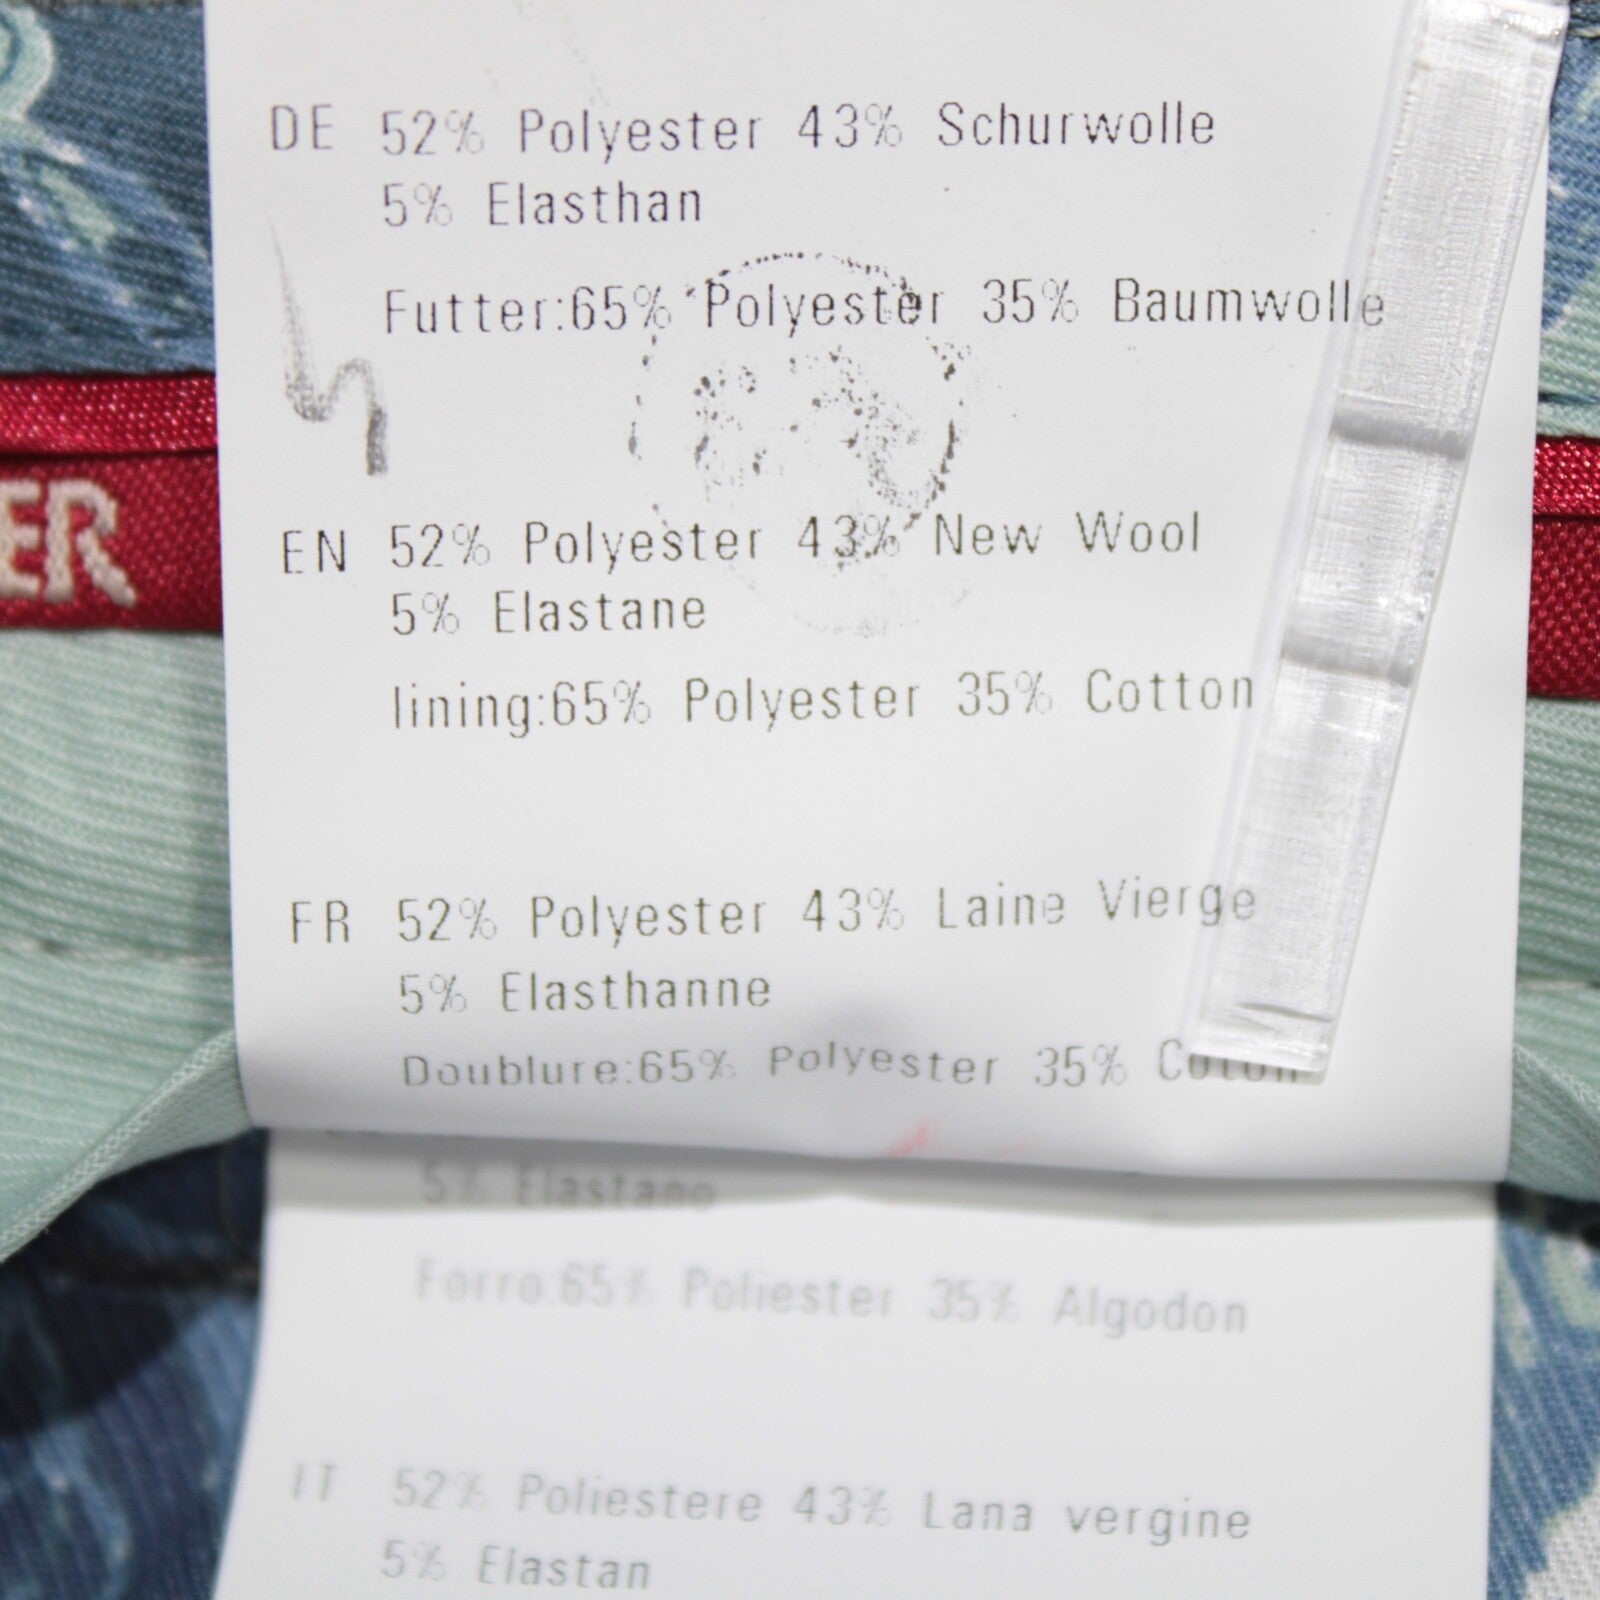 DE 52% Polyester 43% Schurwolle
5% Elasthan
Futter:65% Polyester 35% Baumwolle
ER
EN 52% Polyester 43% New Wool
5% Elastane
lining:65% Polyester 35% Cotton
FR 52% Polyester 43% Laine Vierge
5% Elasthanne
Doublure:65% Polyester 35% Coton
5% Elastano
Forro:65% Poliester 35% Algodon
IT 52% Poliestere 43% Lana vergine
5% Elastan